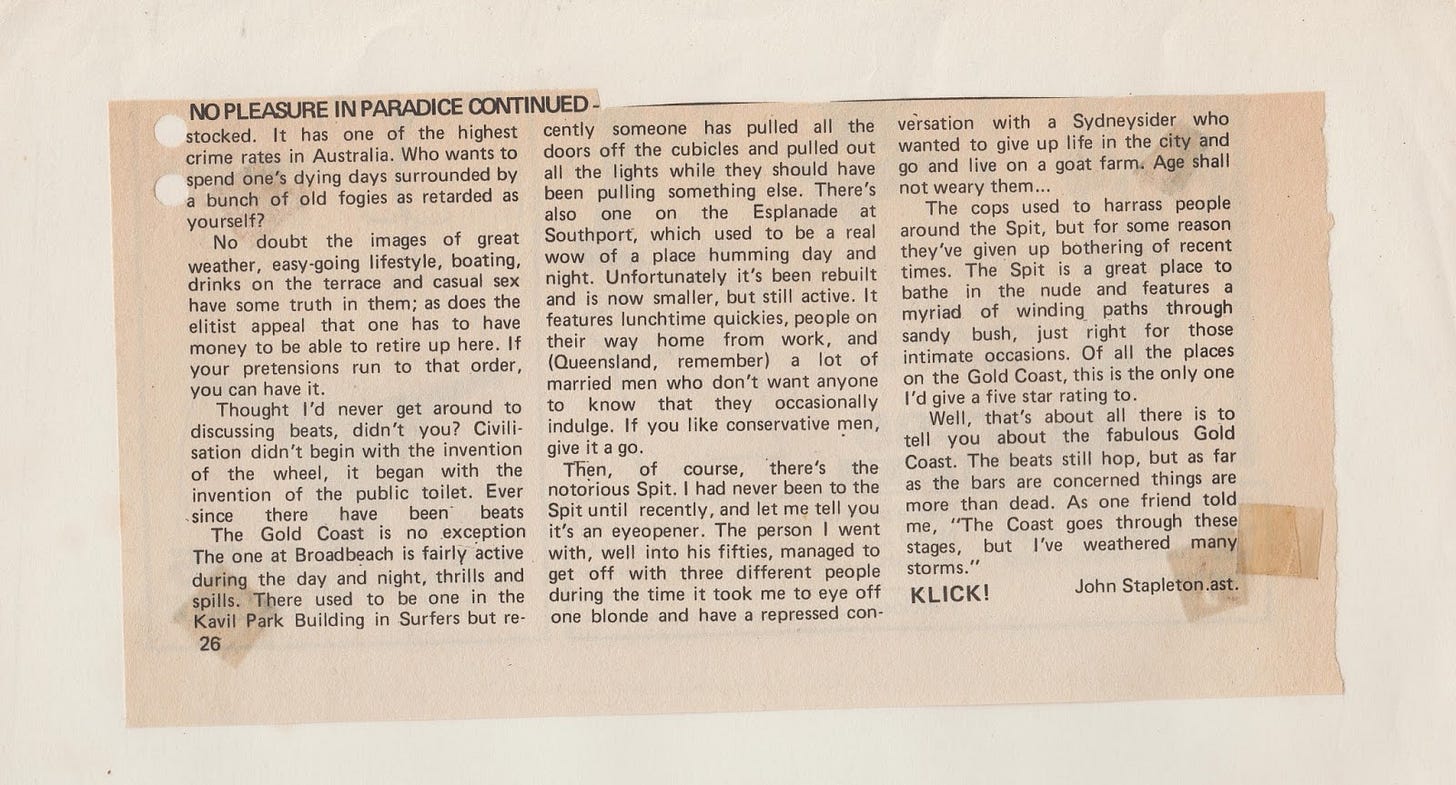 NO PLEASURE IN PARADICE CONTINUED -
stocked. It has one of the highest
crime rates in Australia. Who wants to
spend one's dying days surrounded by
a bunch of old fogies as retarded as
yourself?
No doubt the images of great
weather, easy-going lifestyle, boating,
drinks on the terrace and casual sex
have some truth in them; as does the
elitist appeal that one has to have
money to be able to retire up here. If
your pretensions run to that order,
you can have it.
Thought I'd never get around to
discussing beats, didn't you? Civili-
sation didn't begin with the invention
of the wheel, it began with the
invention of the public toilet. Ever
since there have been beats
The Gold Coast is no exception
The one at Broadbeach is fairly active
during the day and night, thrills and
spills. There used to be one in the
Kavil Park Building in Surfers but re-
26
cently someone has pulled all the
doors off the cubicles and pulled out
all the lights while they should have
been pulling something else. There's
also one on the Esplanade at
Southport, which used to be a real
wow of a place humming day and
night. Unfortunately it's been rebuilt
and is now smaller, but still active. It
features lunchtime quickies, people on
their way home from work, and
(Queensland, remember) a lot of
married men who don't want anyone
to know that they occasionally
indulge. If you like conservative men,
give it a go.
Then, of course, there's the
notorious Spit. I had never been to the
Spit until recently, and let me tell you
it's an eyeopener. The person I went
with, well into his fifties, managed to
get off with three different people
during the time it took me to eye off
one blonde and have a repressed con-
versation with a Sydneysider who
wanted to give up life in the city and
go and live on a goat farm. Age shall
not weary them...
The cops used to harrass people
around the Spit, but for some reason
they've given up bothering of recent
times. The Spit is a great place to
bathe in the nude and features a
myriad of winding paths through
sandy bush, just right for those
intimate occasions. Of all the places
on the Gold Coast, this is the only one
I'd give a five star rating to.
Well, that's about all there is to
tell you about the fabulous Gold
Coast. The beats still hop, but as far
as the bars are concerned things are
more than dead. As one friend told
me, "The Coast goes through these
stages, but I've weathered many
storms."
KLICK! John Stapleton.ast.